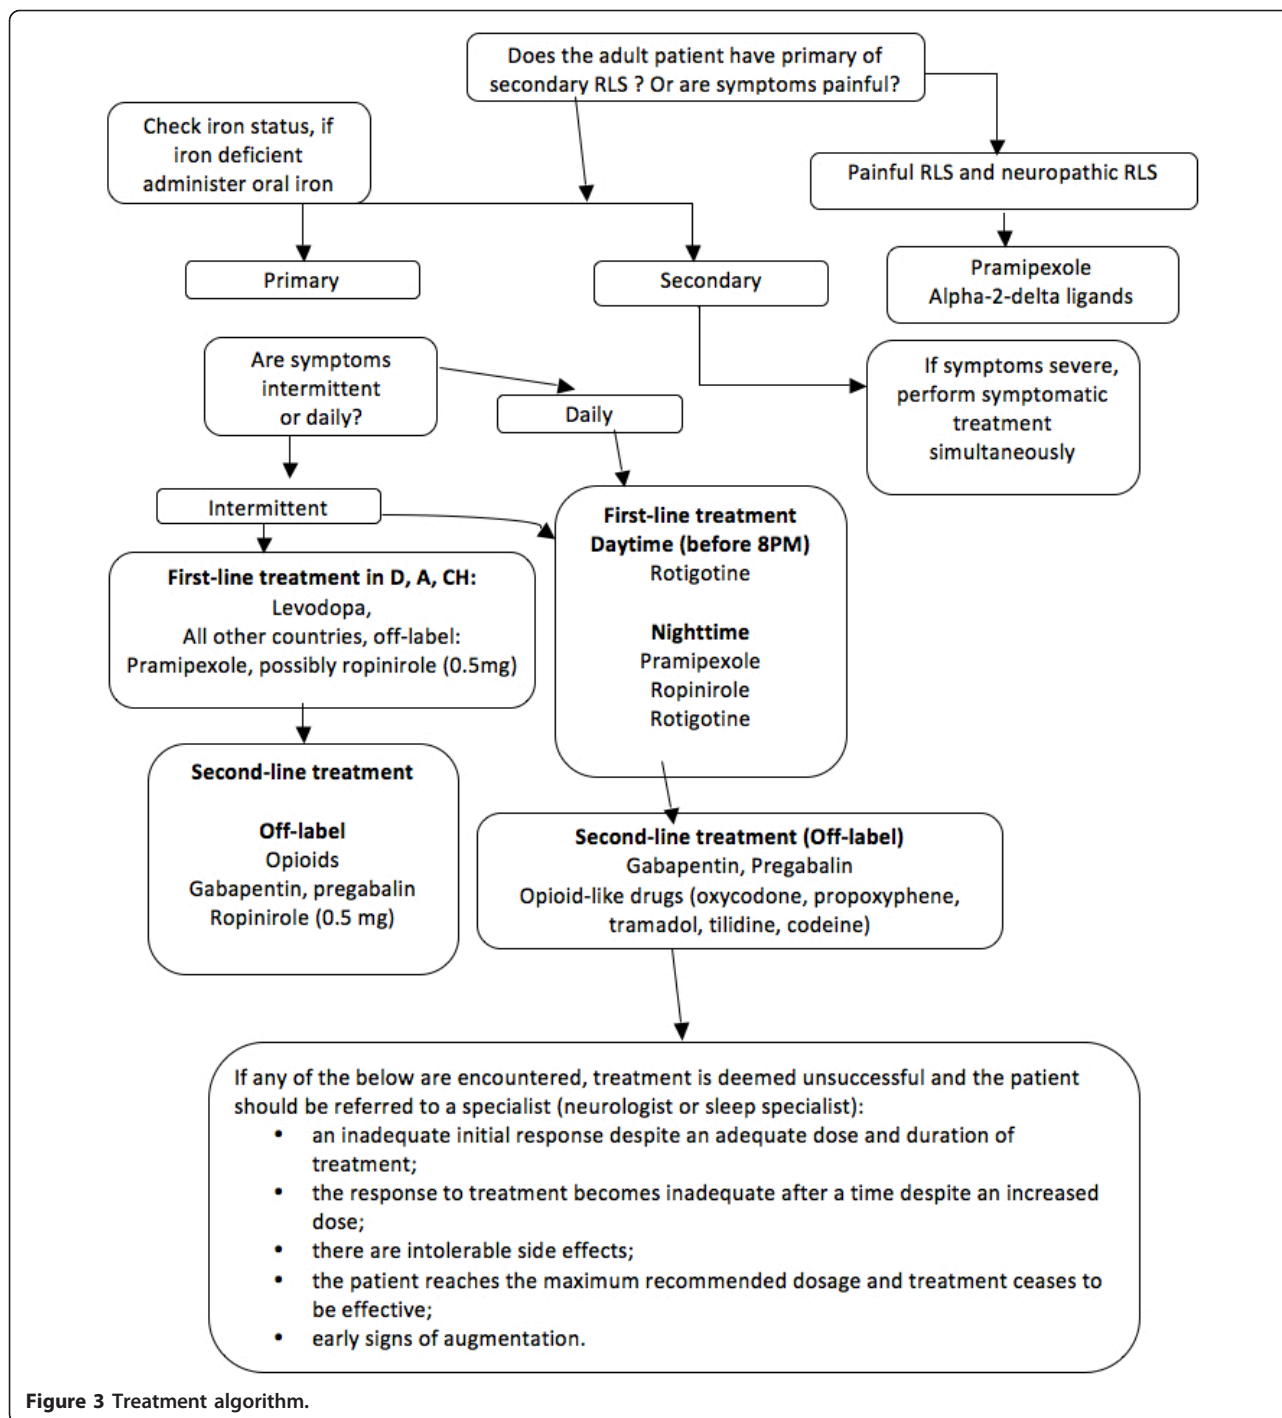 Does the adult patient have primary of
secondary RLS ? Or are symptoms painful?
Check iron status, if
iron deficient
administer oral iron
Painful RLS and neuropathic RLS
Primary
Secondary
Pramipexole
Alpha-2-delta ligands
Are symptoms
intermittent
or daily?
Daily
If symptoms severe,
perform symptomatic
treatment
simultaneously
Intermittent
First-line treatment
Daytime (before 8PM)
Rotigotine
Nighttime
Pramipexole
Ropinirole
Rotigotine
First-line treatment in D, A, CH:
Levodopa,
All other countries, off-label:
Pramipexole, possibly ropinirole (0.5mg)
Second-line treatment
Off-label
Opioids
Gabapentin, pregabalin
Ropinirole (0.5 mg)
Second-line treatment (Off-label)
Gabapentin, Pregabalin
Opioid-like drugs (oxycodone, propoxyphene,
tramadol, tilidine, codeine)
If any of the below are encountered, treatment is deemed unsuccessful and the patient
should be referred to a specialist (neurologist or sleep specialist):
• an inadequate initial response despite an adequate dose and duration of
treatment;
• the response to treatment becomes inadequate after a time despite an increased
dose;
• there are intolerable side effects;
• the patient reaches the maximum recommended dosage and treatment ceases to
be effective;
• early signs of augmentation.
Figure 3 Treatment algorithm.